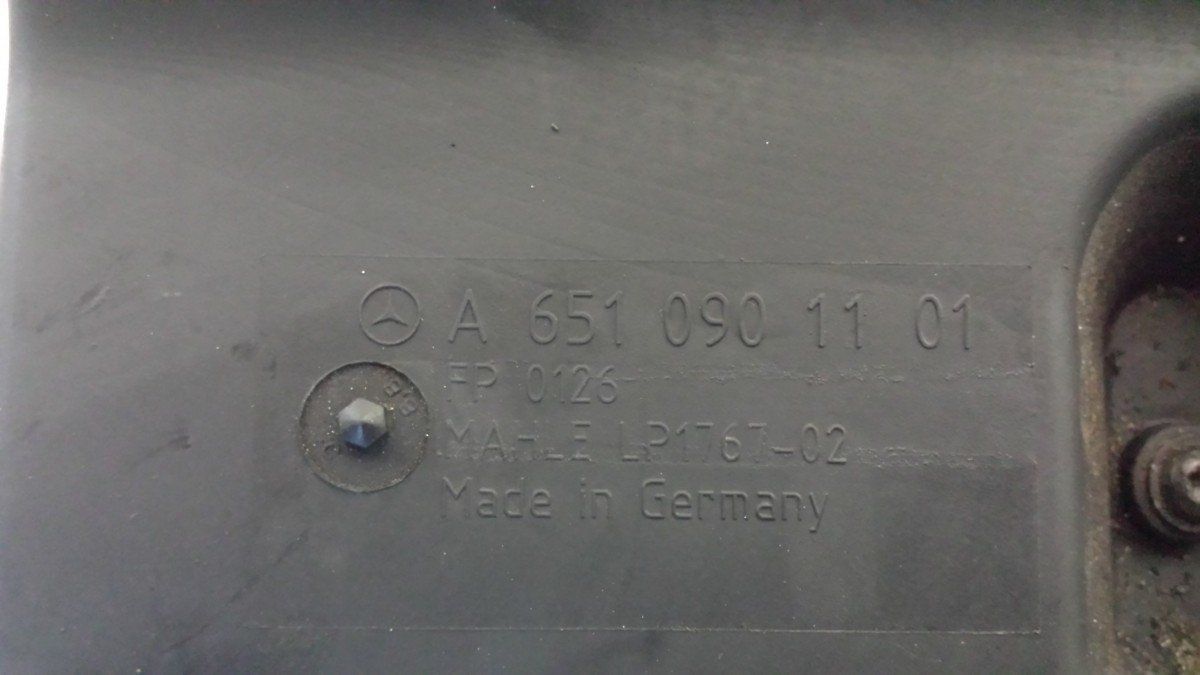 A 651 090 11 01
FP 0126
MAHLE LP1767-02
Made in Germany